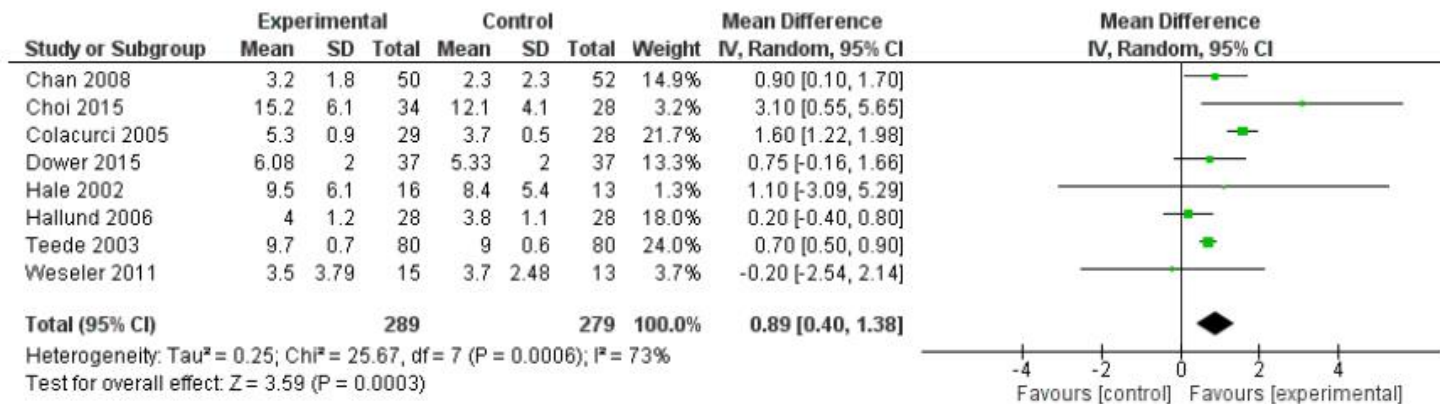 Experimental Control Mean Difference Mean Difference
Study or Subgroup Mean SD Total Mean SD Total Weight IV, Random, 95% CI IV, Random, 95% CI
Chan 2008 3.2 1.8 50 2.3 2.3 52 14.9% 0.90 [0.10, 1.70]
Choi 2015 15.2 6.1 34 12.1 4.1 28 3.2% 3.10 [0.55, 5.65]
Colacurci 2005 5.3 0.9 29 3.7 0.5 28 21.7% 1.60 [1.22, 1.98]
Dower 2015 6.08 2 37 5.33 2 37 13.3% 0.75 [-0.16, 1.66]
Hale 2002 9.5 6.1 16 8.4 5.4 13 1.3% 1.10 [-3.09, 5.29]
Hallund 2006 4 1.2 28 3.8 1.1 28 18.0% 0.20 [-0.40, 0.80]
Teede 2003 9.7 0.7 80 9 0.6 80 24.0% 0.70 [0.50, 0.90]
Weseler 2011 3.5 3.79 15 3.7 2.48 13 3.7% -0.20 [-2.54, 2.14]
Total (95% CI) 289 279 100.0% 0.89 [0.40, 1.38]
Heterogeneity: Tau² = 0.25; Chi² = 25.67, df = 7 (P = 0.0006); I² = 73%
Test for overall effect: Z = 3.59 (P = 0.0003)
-4 -2 0 2 4
Favours [control] Favours [experimental]